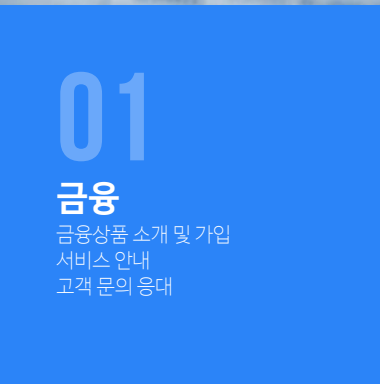 01
금융
금융상품 소개 및 가입
서비스 안내
고객 문의 응대